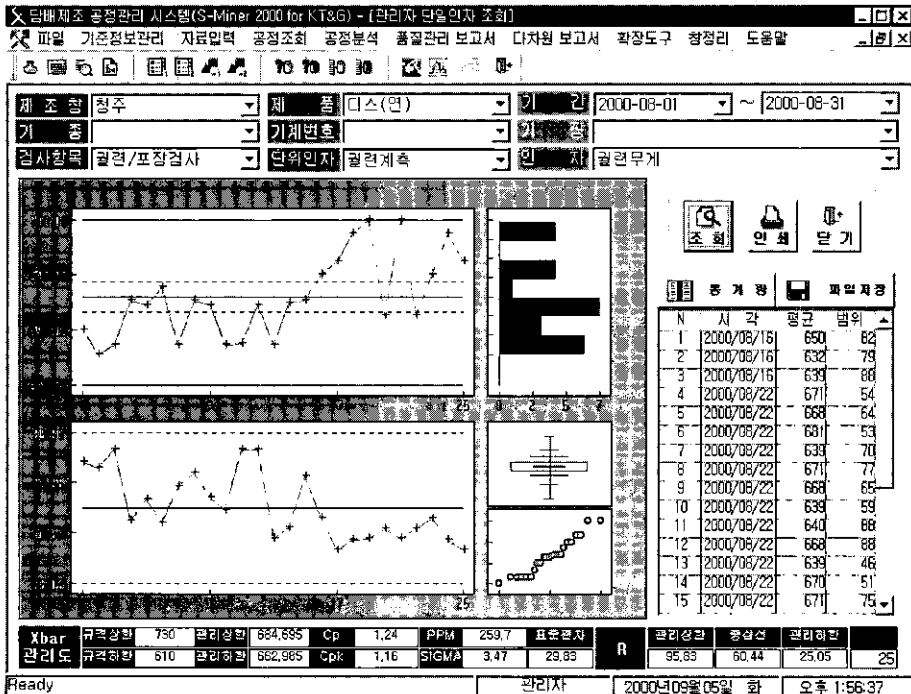 담배제조 공정관리 시스템(S-Miner 2000 for KT&G) - [관리자 단일인자 조회]
파일 기준정보관리 자료입력 공정조회 공정분석 품질관리 보고서 다차원 보고서 확장도구 창정리 도움말
제 조 창 청주 제 품 디스(연) 기 간 2000-08-01 ~ 2000-08-31
기 종 기계번호
검사항목 궐련/포장검사 단위인자 궐련계측 인 자 궐련무게
조 회 인 쇄 닫 기
통 계 량 파일저장
N 시 각 평균 범위
1 2000/08/16 650 82
2 2000/08/16 632 79
3 2000/08/16 639 88
4 2000/08/22 671 54
5 2000/08/22 668 64
6 2000/08/22 681 53
7 2000/08/22 639 70
8 2000/08/22 671 77
9 2000/08/22 668 65
10 2000/08/22 639 59
11 2000/08/22 640 88
12 2000/08/22 668 88
13 2000/08/22 639 46
14 2000/08/22 670 51
15 2000/08/22 671 75
25 0 2 5 7
25
Xbar 규격상한 730 관리상한 684,695 Cp 1,24 PPM 259,7 표준편차 R 관리상한 중심선 관리하한
관리도 규격하한 610 관리하한 662,985 Cpk 1,16 SIGMA 3,47 29,83 95,83 60,44 25,05 25
Ready 관리자 2000년09월05일 화 오후 1:56:37